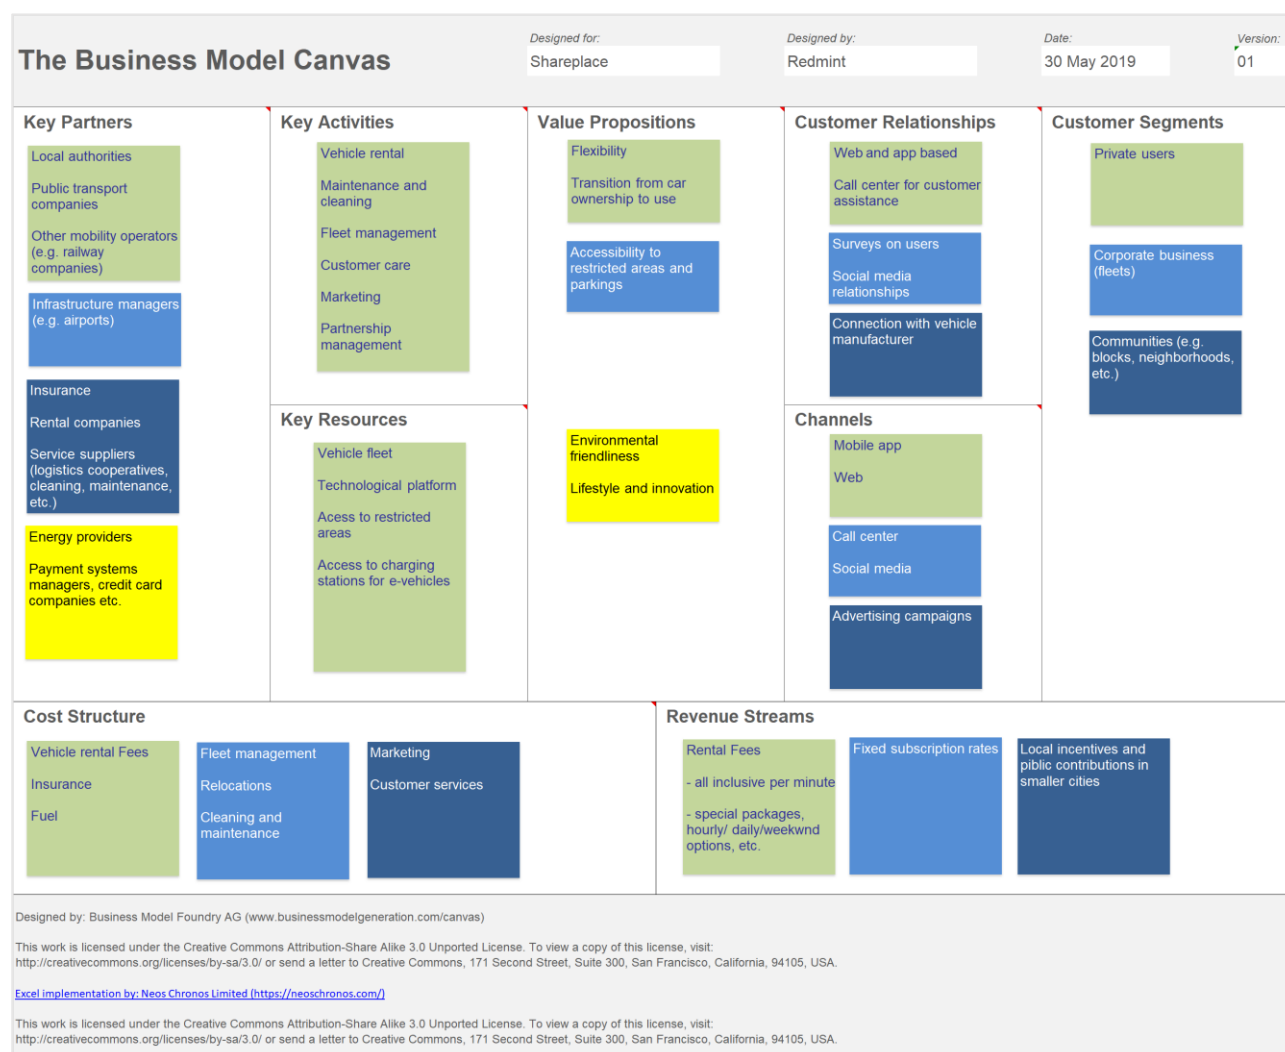 The Business Model Canvas
Designed for:
Shareplace
Designed by:
Redmint
Date:
30 May 2019
Version:
01
Key Partners
Local authorities
Public transport
companies
Other mobility operators
(e.g. railway
companies)
Infrastructure managers
(e.g. airports)
Insurance
Rental companies
Service suppliers
(logistics cooperatives,
cleaning, maintenance,
etc.)
Energy providers
Payment systems
managers, credit card
companies etc.
Key Activities
Vehicle rental
Maintenance and
cleaning
Fleet management
Customer care
Marketing
Partnership
management
Key Resources
Vehicle fleet
Technological platform
Acess to restricted
areas
Access to charging
stations for e-vehicles
Value Propositions
Flexibility
Transition from car
ownership to use
Accessibility to
restricted areas and
parkings
Environmental
friendliness
Lifestyle and innovation
Customer Relationships
Web and app based
Call center for customer
assistance
Surveys on users
Social media
relationships
Connection with vehicle
manufacturer
Channels
Mobile app
Web
Call center
Social media
Advertising campaigns
Customer Segments
Private users
Corporate business
(fleets)
Communities (e.g.
blocks, neighborhoods,
etc.)
Cost Structure
Vehicle rental Fees
Insurance
Fuel
Fleet management
Relocations
Cleaning and
maintenance
Marketing
Customer services
Revenue Streams
Rental Fees
- all inclusive per minute
- special packages,
hourly/ daily/weekwnd
options, etc.
Fixed subscription rates
Local incentives and
piblic contributions in
smaller cities
Designed by: Business Model Foundry AG (www.businessmodelgeneration.com/canvas)
This work is licensed under the Creative Commons Attribution-Share Alike 3.0 Unported License. To view a copy of this license, visit:
http://creativecommons.org/licenses/by-sa/3.0/ or send a letter to Creative Commons, 171 Second Street, Suite 300, San Francisco, California, 94105, USA.
Excel implementation by: Neos Chronos Limited (https://neoschronos.com/)
This work is licensed under the Creative Commons Attribution-Share Alike 3.0 Unported License. To view a copy of this license, visit:
http://creativecommons.org/licenses/by-sa/3.0/ or send a letter to Creative Commons, 171 Second Street, Suite 300, San Francisco, California, 94105, USA.